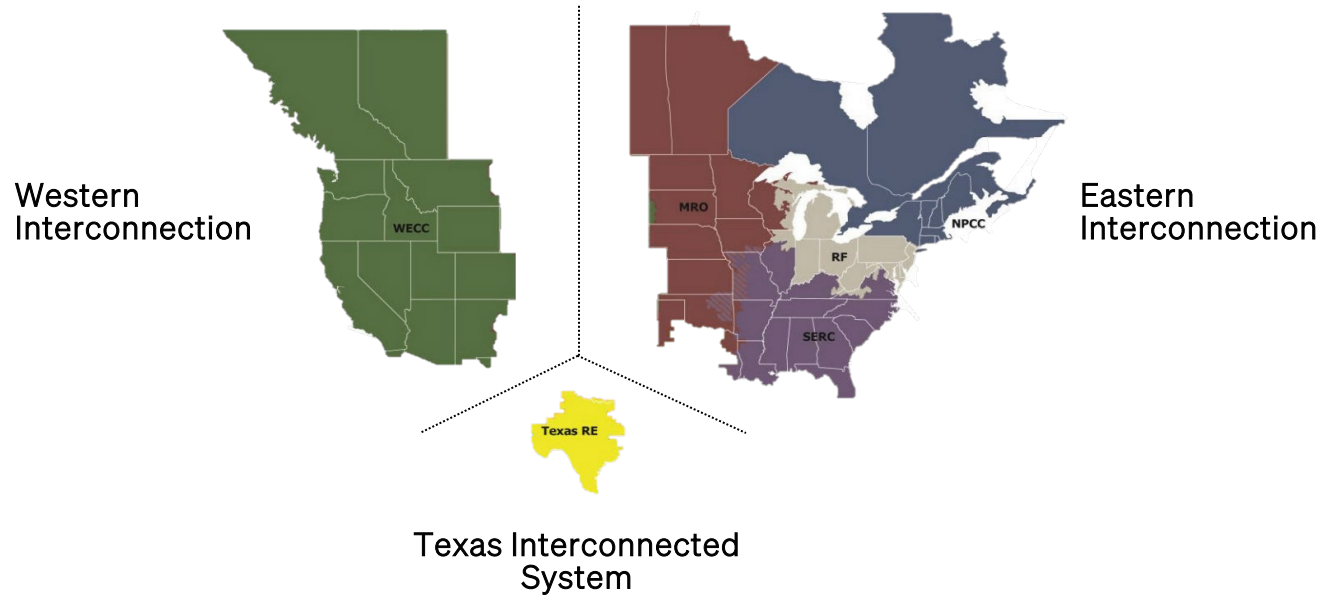 Western
Interconnection
WECC
MRO
NPCC
RF
SERC
Eastern
Interconnection
Texas RE
Texas Interconnected
System